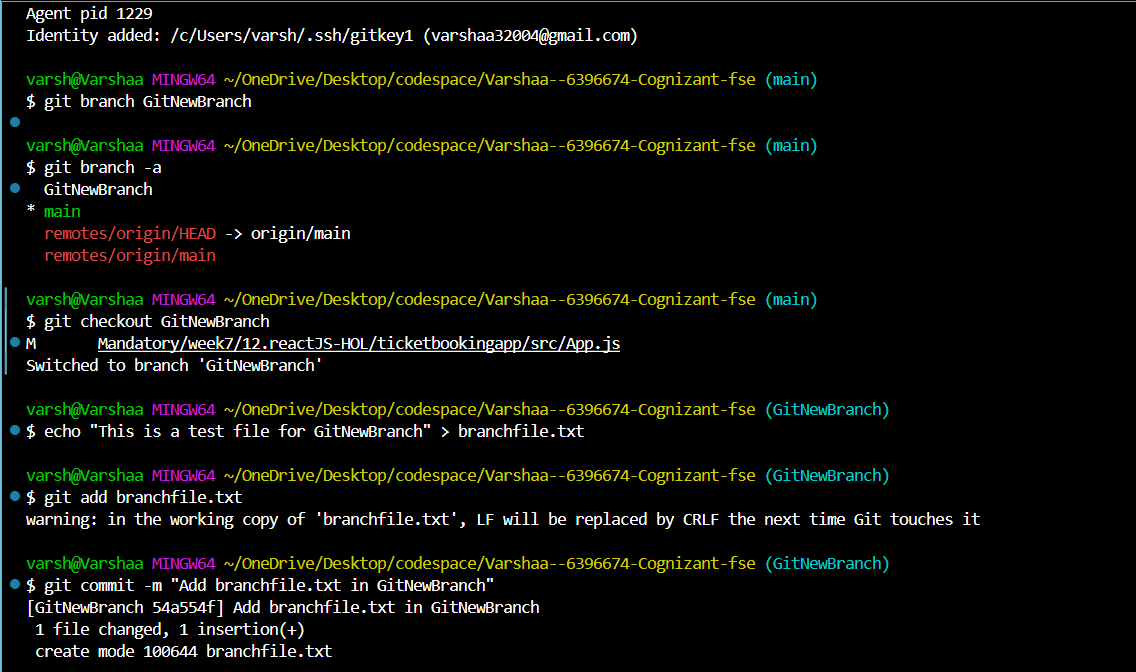 Agent pid 1229
Identity added: /c/Users/varsh/.ssh/gitkey1 (varshaa32004@gmail.com)
varsh@Varshaa MINGW64 ~/OneDrive/Desktop/codespace/Varshaa--6396674-Cognizant-fse (main)
$ git branch GitNewBranch
varsh@Varshaa MINGW64 ~/OneDrive/Desktop/codespace/Varshaa--6396674-Cognizant-fse (main)
$ git branch -a
  GitNewBranch
* main
  remotes/origin/HEAD -> origin/main
  remotes/origin/main
varsh@Varshaa MINGW64 ~/OneDrive/Desktop/codespace/Varshaa--6396674-Cognizant-fse (main)
$ git checkout GitNewBranch
M       Mandatory/week7/12.reactJS-HOL/ticketbookingapp/src/App.js
Switched to branch 'GitNewBranch'
varsh@Varshaa MINGW64 ~/OneDrive/Desktop/codespace/Varshaa--6396674-Cognizant-fse (GitNewBranch)
$ echo "This is a test file for GitNewBranch" > branchfile.txt
varsh@Varshaa MINGW64 ~/OneDrive/Desktop/codespace/Varshaa--6396674-Cognizant-fse (GitNewBranch)
$ git add branchfile.txt
warning: in the working copy of 'branchfile.txt', LF will be replaced by CRLF the next time Git touches it
varsh@Varshaa MINGW64 ~/OneDrive/Desktop/codespace/Varshaa--6396674-Cognizant-fse (GitNewBranch)
$ git commit -m "Add branchfile.txt in GitNewBranch"
[GitNewBranch 54a554f] Add branchfile.txt in GitNewBranch
 1 file changed, 1 insertion(+)
 create mode 100644 branchfile.txt